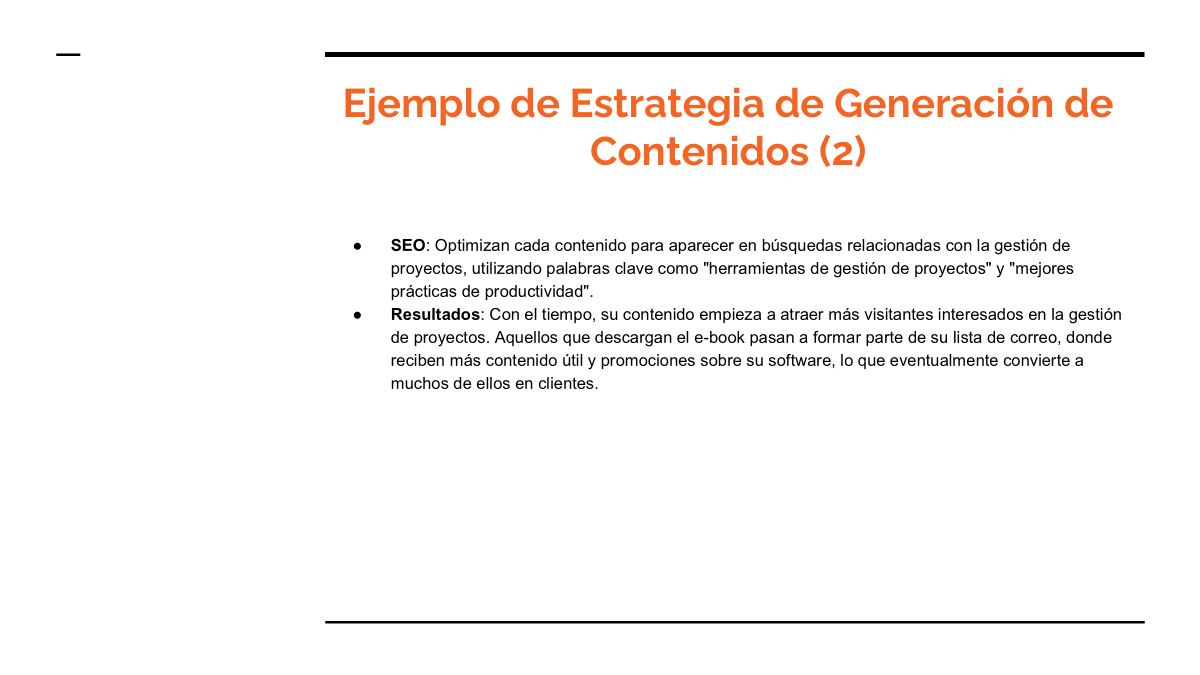 Ejemplo de Estrategia de Generación de
Contenidos (2)
● SEO: Optimizan cada contenido para aparecer en búsquedas relacionadas con la gestión de
proyectos, utilizando palabras clave como "herramientas de gestión de proyectos" y "mejores
prácticas de productividad".
● Resultados: Con el tiempo, su contenido empieza a atraer más visitantes interesados en la gestión
de proyectos. Aquellos que descargan el e-book pasan a formar parte de su lista de correo, donde
reciben más contenido útil y promociones sobre su software, lo que eventualmente convierte a
muchos de ellos en clientes.